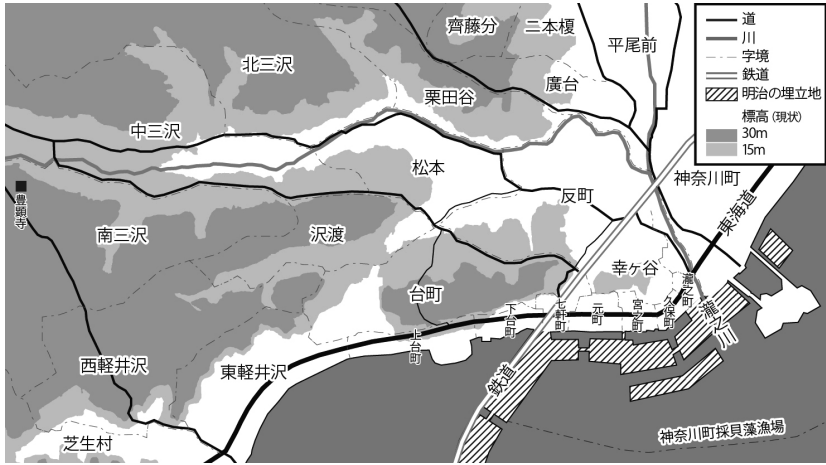 齊藤分
二本榎
平尾前
北三沢
栗田谷
廣台
中三沢
松本
神奈川町
豊顕寺
反町
東海道
南三沢
沢渡
幸ヶ谷
台町
瀧之町
久保町
宮之町
元町
七軒町
下台町
上台町
瀧之川
西軽井沢
東軽井沢
鉄道
芝生村
神奈川町採貝藻漁場
道
川
字境
鉄道
明治の埋立地
標高(現状)
30m
15m